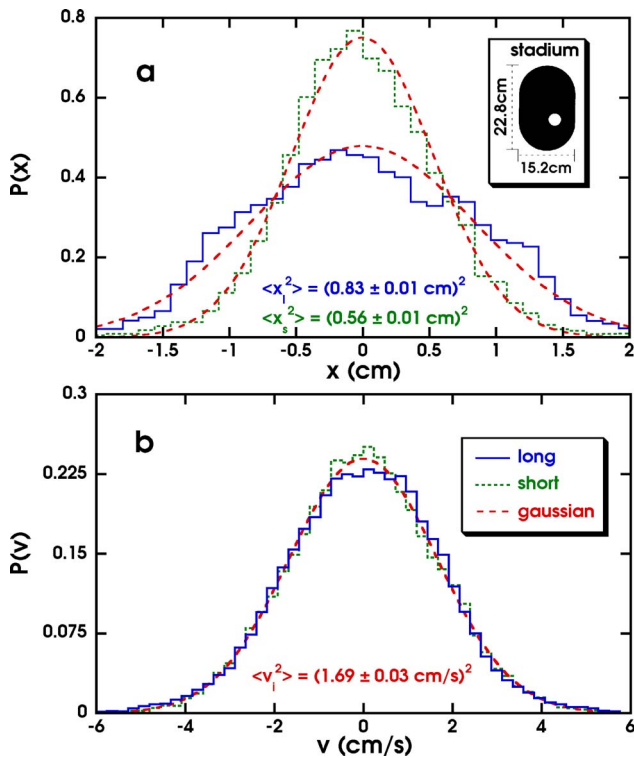 0.8
a
stadium
22.8cm
15.2cm
0.6
P(x)
0.4
0.2
<x_l^2> = (0.83 ± 0.01 cm)^2
<x_s^2> = (0.56 ± 0.01 cm)^2
0
-2 -1.5 -1 -0.5 0 0.5 1 1.5 2
x (cm)
0.3
b
long
short
gaussian
0.225
P(v)
0.15
0.075
<v_i^2> = (1.69 ± 0.03 cm/s)^2
0
-6 -4 -2 0 2 4 6
v (cm/s)